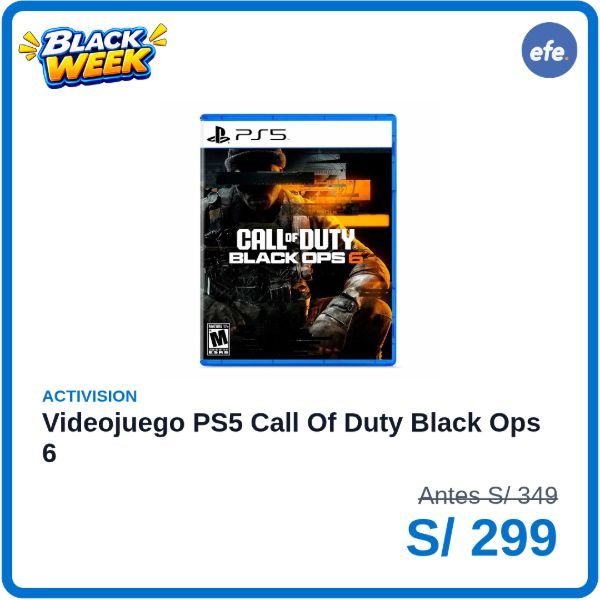 BLACK
WEEK
efe.
PS5
CALL OF DUTY
BLACK OPS 6
M
ESRB
ACTIVISION
Videojuego PS5 Call Of Duty Black Ops
6
Antes S/ 349
S/ 299